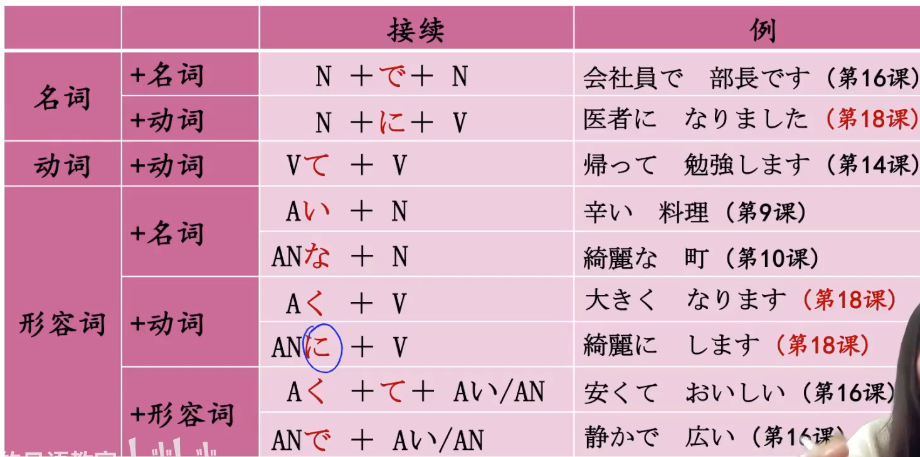 接续 例
名词 +名词 N +で+ N 会社員で 部長です (第16课)
+动词 N +に+ V 医者に なりました (第18课)
动词 +动词 Vて + V 帰って 勉強します (第14课)
形容词 +名词 Aい + N 辛い 料理 (第9课)
ANな + N 綺麗な 町 (第10课)
+动词 Aく + V 大きく なります (第18课)
ANに + V 綺麗に します (第18课)
+形容词 Aく +て+ Aい/AN 安くて おいしい (第16课)
ANで + Aい/AN 静かで 広い (第16课)